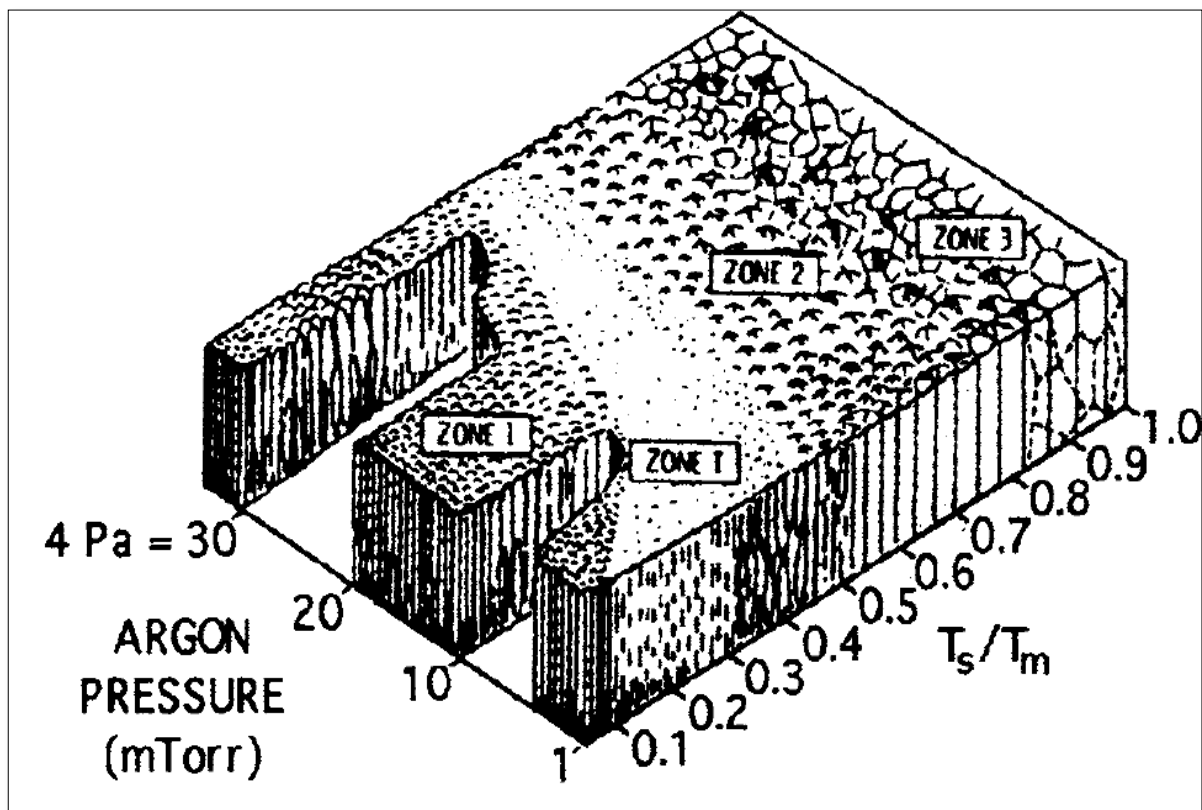 ZONE 3
ZONE 2
ZONE 1
ZONE T
1.0
0.9
0.8
0.7
0.6
0.5
0.4
0.3
0.2
0.1
Ts/Tm
4 Pa = 30
20
10
1
ARGON
PRESSURE
(mTorr)